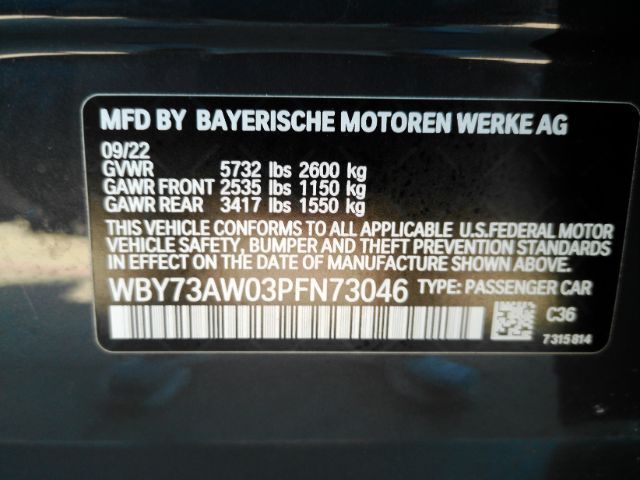 MFD BY BAYERISCHE MOTOREN WERKE AG
09/22
GVWR 5732 lbs 2600 kg
GAWR FRONT 2535 lbs 1150 kg
GAWR REAR 3417 lbs 1550 kg
THIS VEHICLE CONFORMS TO ALL APPLICABLE U.S.FEDERAL MOTOR
VEHICLE SAFETY, BUMPER AND THEFT PREVENTION STANDARDS
IN EFFECT ON THE DATE OF MANUFACTURE SHOWN ABOVE.
WBY73AW03PFN73046 TYPE: PASSENGER CAR
C36
7315814